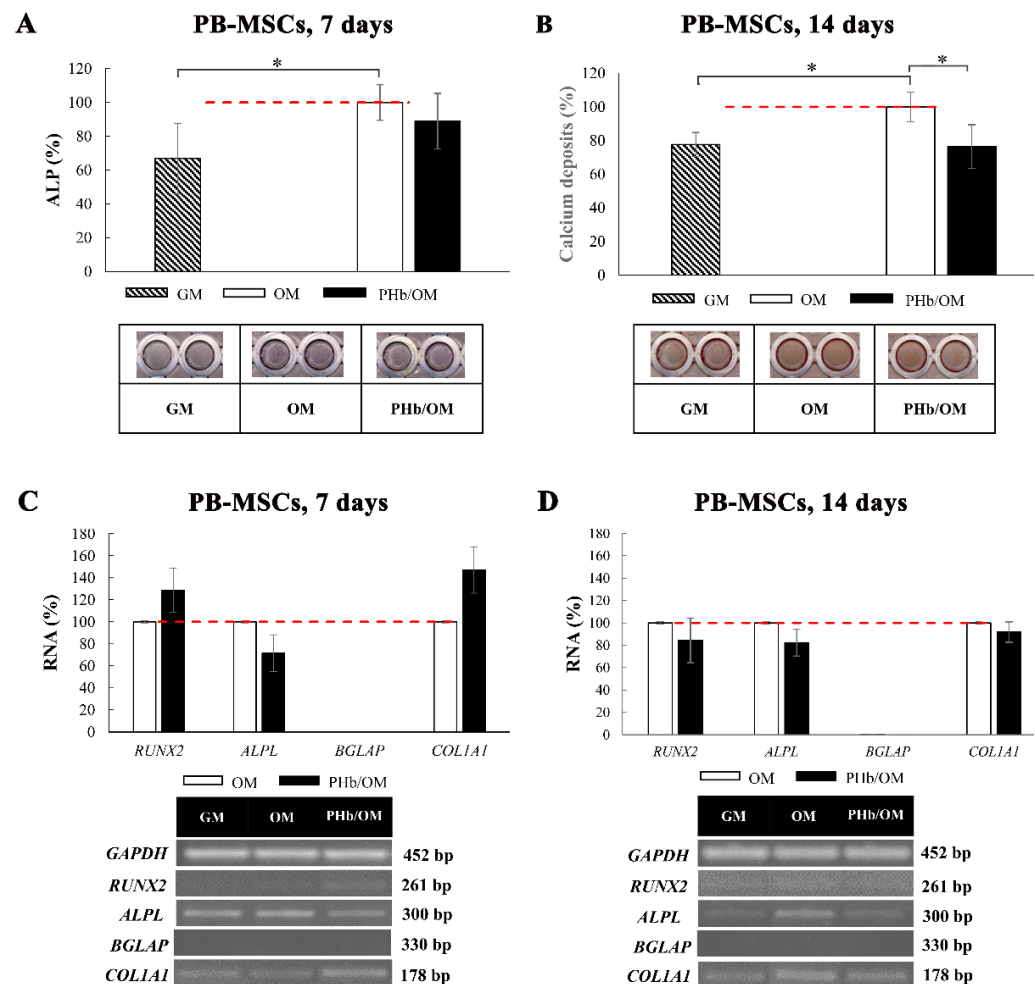 A
PB-MSCs, 7 days
*
120
100
80
60
40
20
0
ALP (%)
GM OM PHb/OM
GM OM PHb/OM
B
PB-MSCs, 14 days
* *
120
100
80
60
40
20
0
Calcium deposits (%)
GM OM PHb/OM
GM OM PHb/OM
C
PB-MSCs, 7 days
180
160
140
120
100
80
60
40
20
0
RNA (%)
RUNX2 ALPL BGLAP COL1A1
OM PHb/OM
GM OM PHb/OM
GAPDH 452 bp
RUNX2 261 bp
ALPL 300 bp
BGLAP 330 bp
COL1A1 178 bp
D
PB-MSCs, 14 days
180
160
140
120
100
80
60
40
20
0
RNA (%)
RUNX2 ALPL BGLAP COL1A1
OM PHb/OM
GM OM PHb/OM
GAPDH 452 bp
RUNX2 261 bp
ALPL 300 bp
BGLAP 330 bp
COL1A1 178 bp